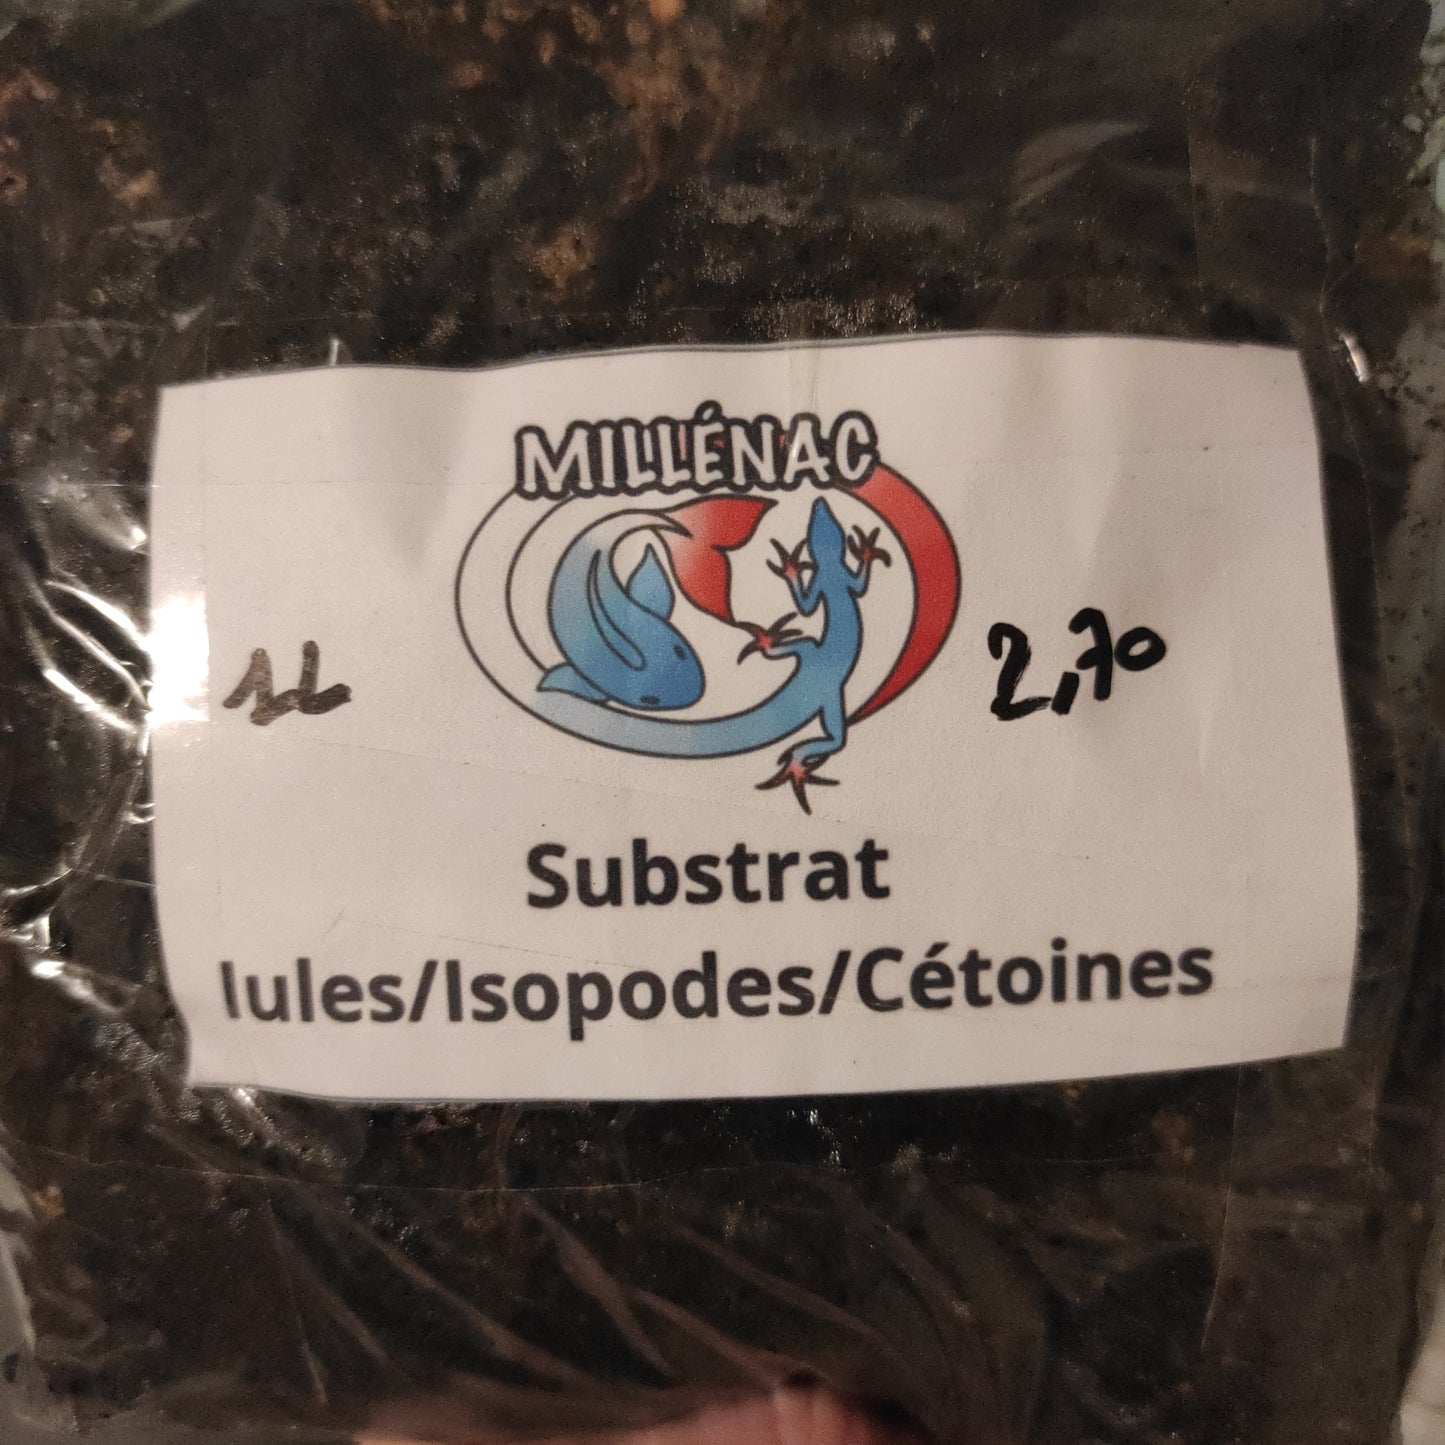 MILLÉNAC
1L
2,70
Substrat
Iules/Isopodes/Cétoines